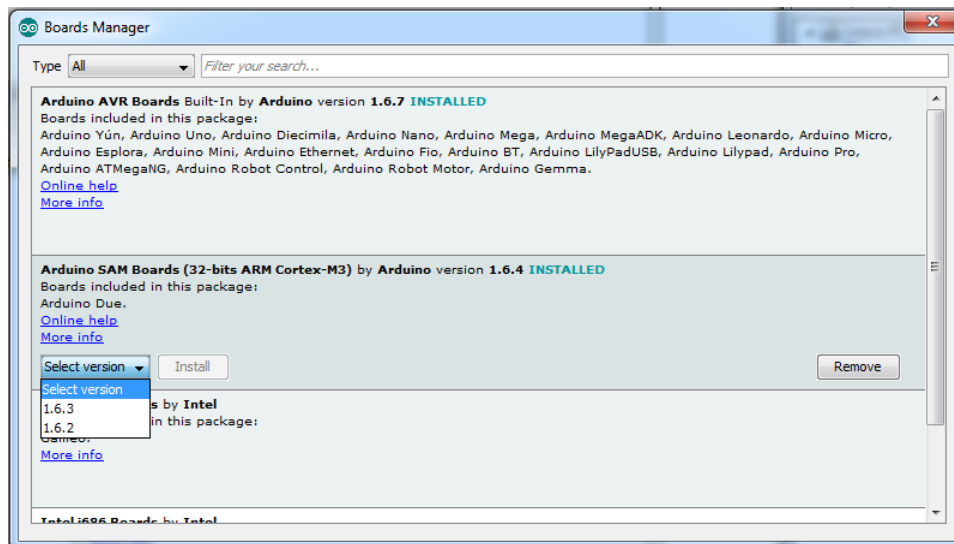 Boards Manager
Type All Filter your search...
Arduino AVR Boards Built-In by Arduino version 1.6.7 INSTALLED
Boards included in this package:
Arduino Yún, Arduino Uno, Arduino Diecimila, Arduino Nano, Arduino Mega, Arduino MegaADK, Arduino Leonardo, Arduino Micro,
Arduino Esplora, Arduino Mini, Arduino Ethernet, Arduino Fio, Arduino BT, Arduino LilyPadUSB, Arduino Lilypad, Arduino Pro,
Arduino ATMegaNG, Arduino Robot Control, Arduino Robot Motor, Arduino Gemma.
Online help
More info
Arduino SAM Boards (32-bits ARM Cortex-M3) by Arduino version 1.6.4 INSTALLED
Boards included in this package:
Arduino Due.
Online help
More info
Select version Install Remove
Select version
s by Intel
1.6.3
in this package:
1.6.2
Galileo.
More info
Intel i686 Boards by Intel